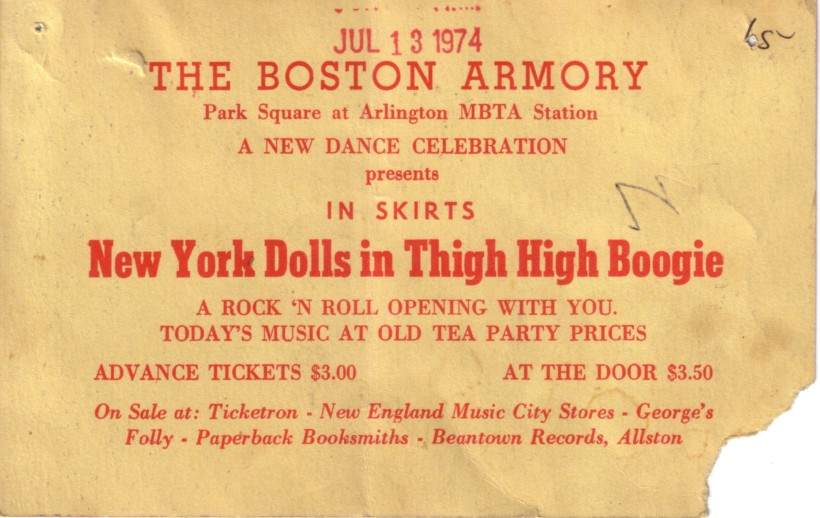 JUL 13 1974
THE BOSTON ARMORY
Park Square at Arlington MBTA Station
A NEW DANCE CELEBRATION
presents
IN SKIRTS
New York Dolls in Thigh High Boogie
A ROCK 'N ROLL OPENING WITH YOU.
TODAY'S MUSIC AT OLD TEA PARTY PRICES
ADVANCE TICKETS $3.00 AT THE DOOR $3.50
On Sale at: Ticketron - New England Music City Stores - George's
Folly - Paperback Booksmiths - Beantown Records, Allston